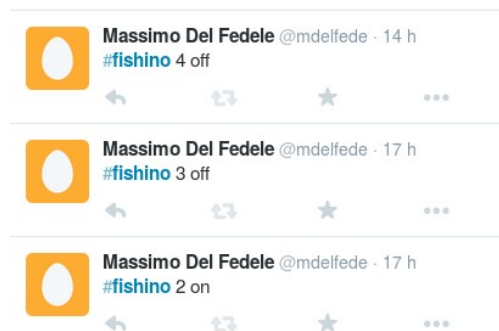 Massimo Del Fedele @mdelfede · 14 h
#fishino 4 off
Massimo Del Fedele @mdelfede · 17 h
#fishino 3 off
Massimo Del Fedele @mdelfede · 17 h
#fishino 2 on